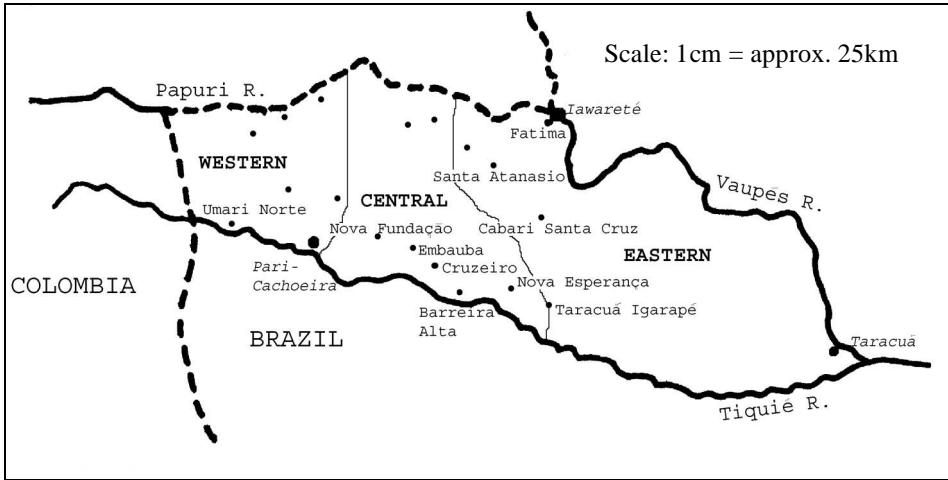 Scale: 1cm = approx. 25km
Papuri R.
Iawareté
Fatima
WESTERN
Santa Atanasio
Vaupés R.
CENTRAL
Umari Norte
Nova Fundação
Cabari Santa Cruz
Embauba
EASTERN
Pari-
Cachoeira
Cruzeiro
COLOMBIA
Nova Esperança
Barreira
Alta
Taracuá Igarapé
BRAZIL
Taracuã
Tiquié R.